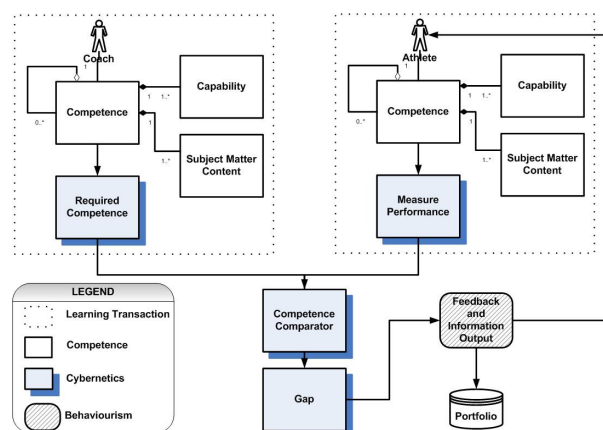 Coach
1
Competence
0..*
1
1..*
Capability
1
1..*
Subject Matter
Content
Required
Competence
Athlete
1
Competence
0..*
1
1..*
Capability
1
1..*
Subject Matter
Content
Measure
Performance
LEGEND
Learning Transaction
Competence
Cybernetics
Behaviourism
Competence
Comparator
Gap
Feedback
and
Information
Output
Portfolio